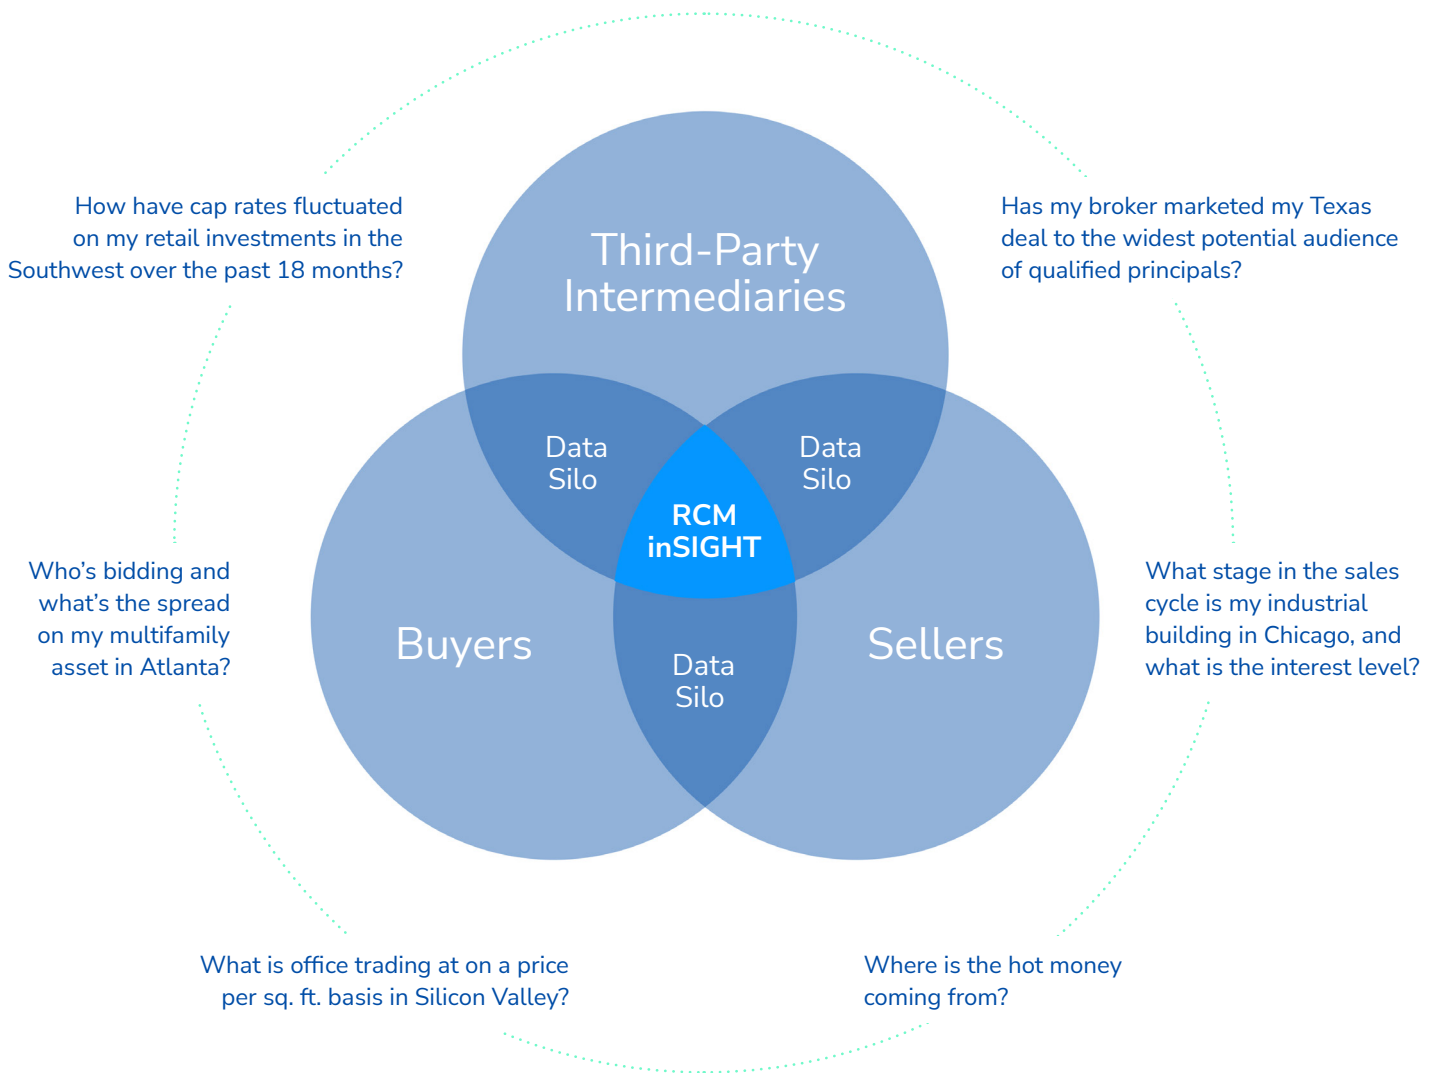 How have cap rates fluctuated
on my retail investments in the
Southwest over the past 18 months?
Has my broker marketed my Texas
deal to the widest potential audience
of qualified principals?
Third-Party
Intermediaries
Data
Silo
Data
Silo
RCM
inSIGHT
Who’s bidding and
what’s the spread
on my multifamily
asset in Atlanta?
Buyers
Sellers
Data
Silo
What stage in the sales
cycle is my industrial
building in Chicago, and
what is the interest level?
What is office trading at on a price
per sq. ft. basis in Silicon Valley?
Where is the hot money
coming from?